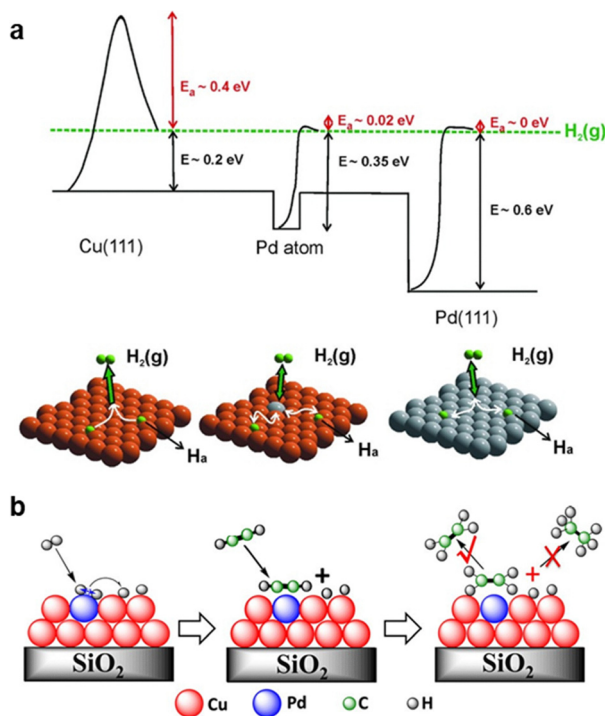 a
Eₐ ~ 0.4 eV
Eₐ ~ 0.02 eV
Eₐ ~ 0 eV
H₂(g)
E ~ 0.2 eV
E ~ 0.35 eV
E ~ 0.6 eV
Cu(111)
Pd atom
Pd(111)
H₂(g)
H₂(g)
H₂(g)
Hₐ
Hₐ
Hₐ
b
+
+
SiO₂
SiO₂
SiO₂
Cu
Pd
C
H